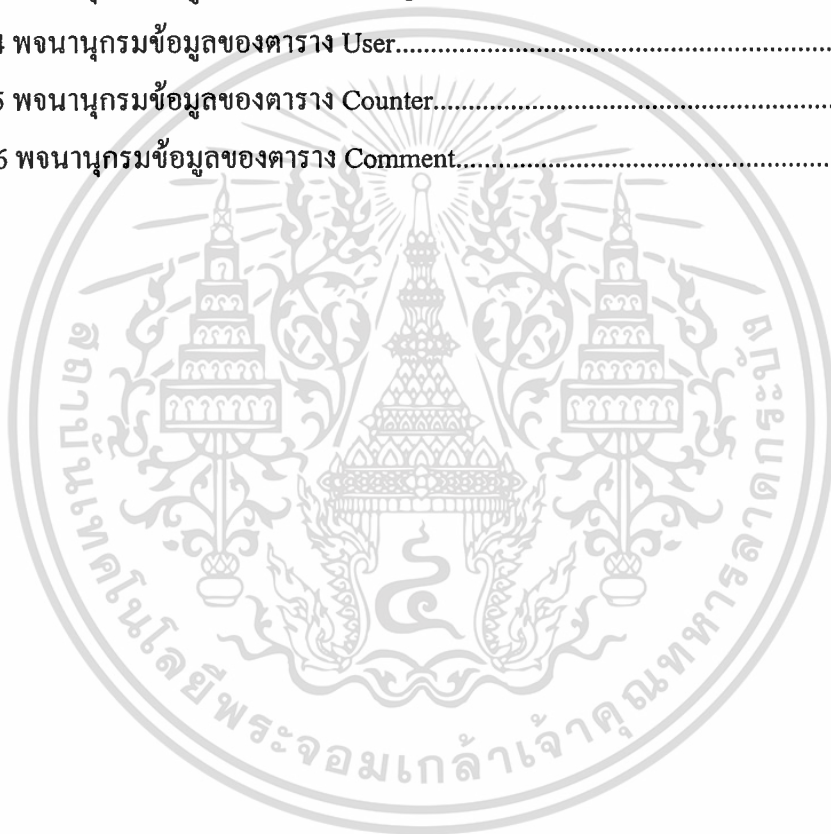 4 พจนานุกรมข้อมูลของตาราง User
5 พจนานุกรมข้อมูลของตาราง Counter
6 พจนานุกรมข้อมูลของตาราง Comment
สถาบันเทคโนโลยีพระจอมเกล้าเจ้าคุณทหารลาดกระบัง